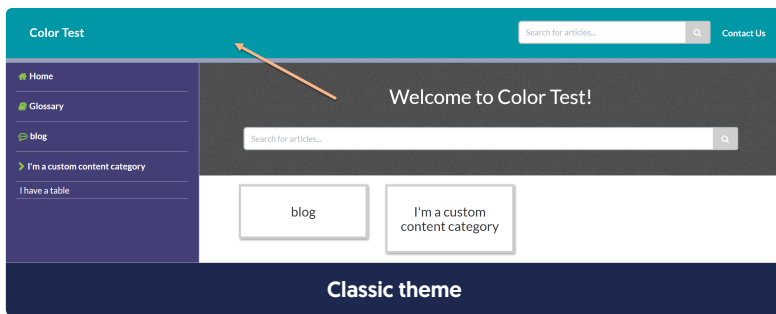 Color Test
Search for articles...
Contact Us
Home
Glossary
blog
I'm a custom content category
I have a table
Welcome to Color Test!
Search for articles...
blog
I'm a custom
content category
Classic theme